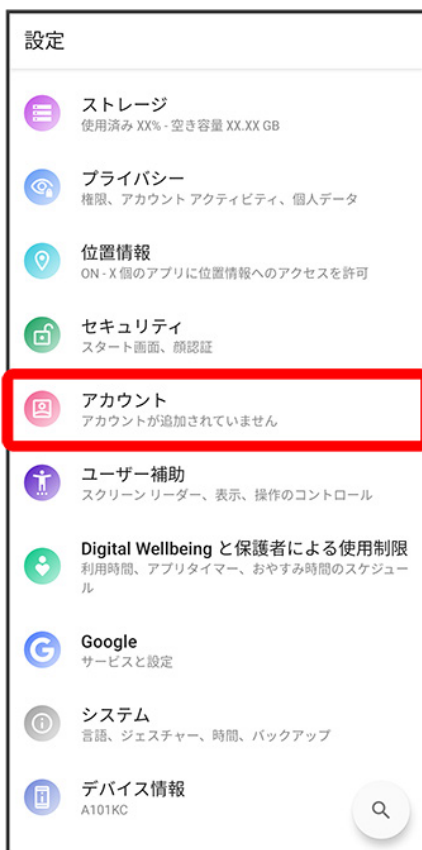 設定
ストレージ
使用済み XX% - 空き容量 XX.XX GB
プライバシー
権限、アカウント アクティビティ、個人データ
位置情報
ON - X 個のアプリに位置情報へのアクセスを許可
セキュリティ
スタート画面、顔認証
アカウント
アカウントが追加されていません
ユーザー補助
スクリーン リーダー、表示、操作のコントロール
Digital Wellbeing と保護者による使用制限
利用時間、アプリタイマー、おやすみ時間のスケジュー
ル
Google
サービスと設定
システム
言語、ジェスチャー、時間、バックアップ
デバイス情報
A101KC